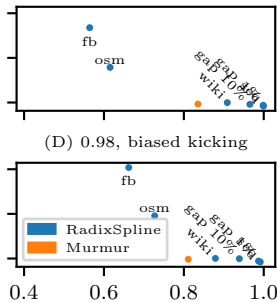 fb
osm
wiki
gap 10%
gap 1%
(D) 0.98, biased kicking
fb
osm
wiki
gap 10%
gap 1%
RadixSpline
Murmur
0.4 0.6 0.8 1.0